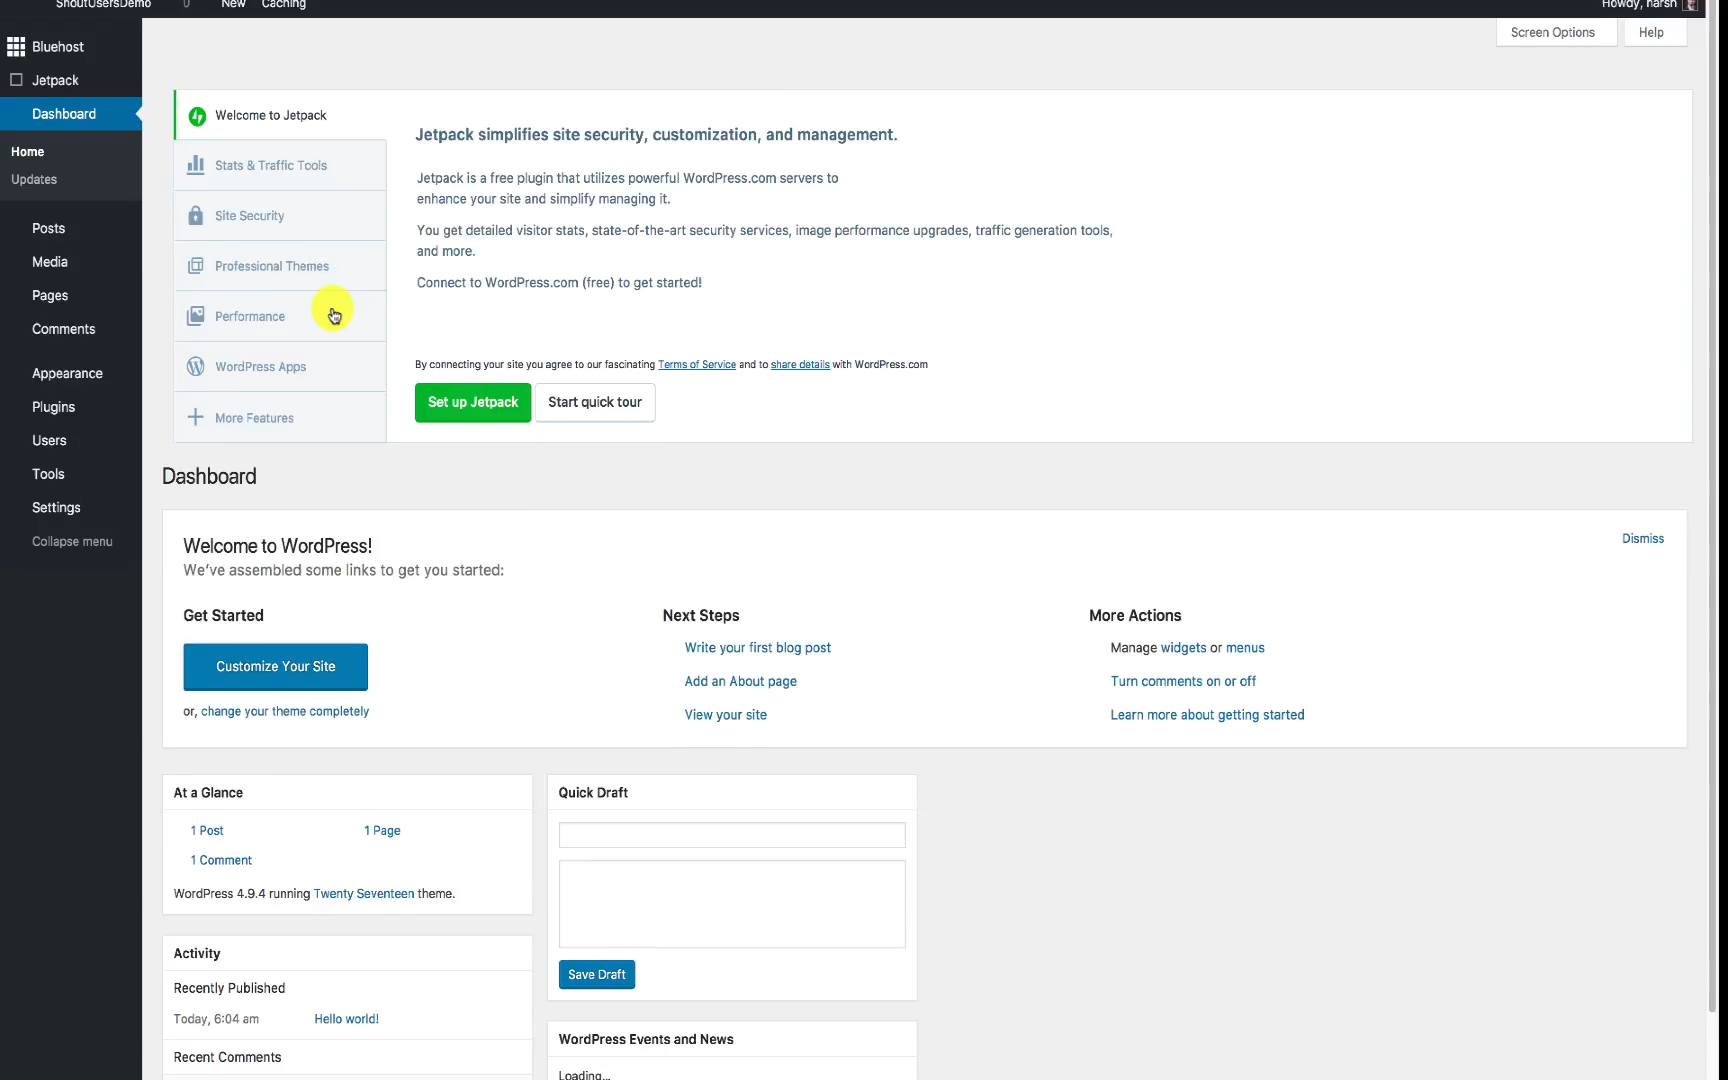 ShoutUsersDemo 0 New Caching Howdy, harsh
Screen Options Help
Bluehost
Jetpack
Dashboard
Home
Updates
Posts
Media
Pages
Comments
Appearance
Plugins
Users
Tools
Settings
Collapse menu
Welcome to Jetpack
Stats & Traffic Tools
Site Security
Professional Themes
Performance
WordPress Apps
More Features
Jetpack simplifies site security, customization, and management.
Jetpack is a free plugin that utilizes powerful WordPress.com servers to
enhance your site and simplify managing it.
You get detailed visitor stats, state-of-the-art security services, image performance upgrades, traffic generation tools,
and more.
Connect to WordPress.com (free) to get started!
By connecting your site you agree to our fascinating Terms of Service and to share details with WordPress.com
Set up Jetpack Start quick tour
Dashboard
Welcome to WordPress!
Dismiss
We've assembled some links to get you started:
Get Started
Customize Your Site
or, change your theme completely
Next Steps
Write your first blog post
Add an About page
View your site
More Actions
Manage widgets or menus
Turn comments on or off
Learn more about getting started
At a Glance
1 Post 1 Page
1 Comment
WordPress 4.9.4 running Twenty Seventeen theme.
Activity
Recently Published
Today, 6:04 am Hello world!
Recent Comments
Quick Draft
Save Draft
WordPress Events and News
Loading...